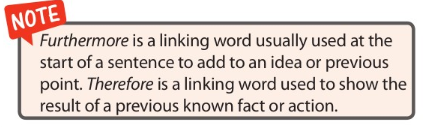 NOTE
Furthermore is a linking word usually used at the
start of a sentence to add to an idea or previous
point. Therefore is a linking word used to show the
result of a previous known fact or action.